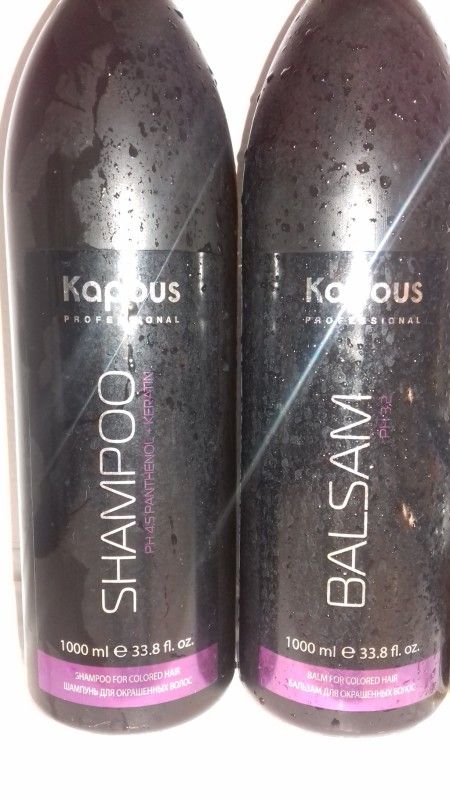 Kapous
PROFESSIONAL
SHAMPOO
PH 4.5 PANTHENOL - KERATIN
1000 ml ℮ 33.8 fl. oz.
SHAMPOO FOR COLORED HAIR
ШАМПУНЬ ДЛЯ ОКРАШЕННЫХ ВОЛОС
Kapous
PROFESSIONAL
BALSAM
PH 3,2
1000 ml ℮ 33.8 fl. oz.
BALM FOR COLORED HAIR
БАЛЬЗАМ ДЛЯ ОКРАШЕННЫХ ВОЛОС